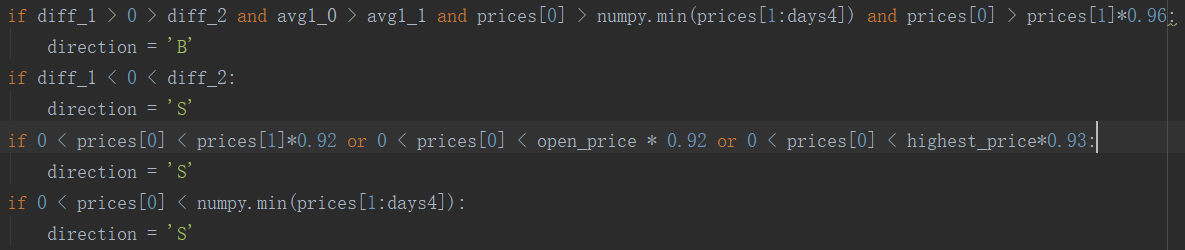 if diff_1 > 0 > diff_2 and avgl_0 > avgl_1 and prices[0] > numpy.min(prices[1:days4]) and prices[0] > prices[1]*0.96:
    direction = 'B'
if diff_1 < 0 < diff_2:
    direction = 'S'
if 0 < prices[0] < prices[1]*0.92 or 0 < prices[0] < open_price * 0.92 or 0 < prices[0] < highest_price*0.93:
    direction = 'S'
if 0 < prices[0] < numpy.min(prices[1:days4]):
    direction = 'S'